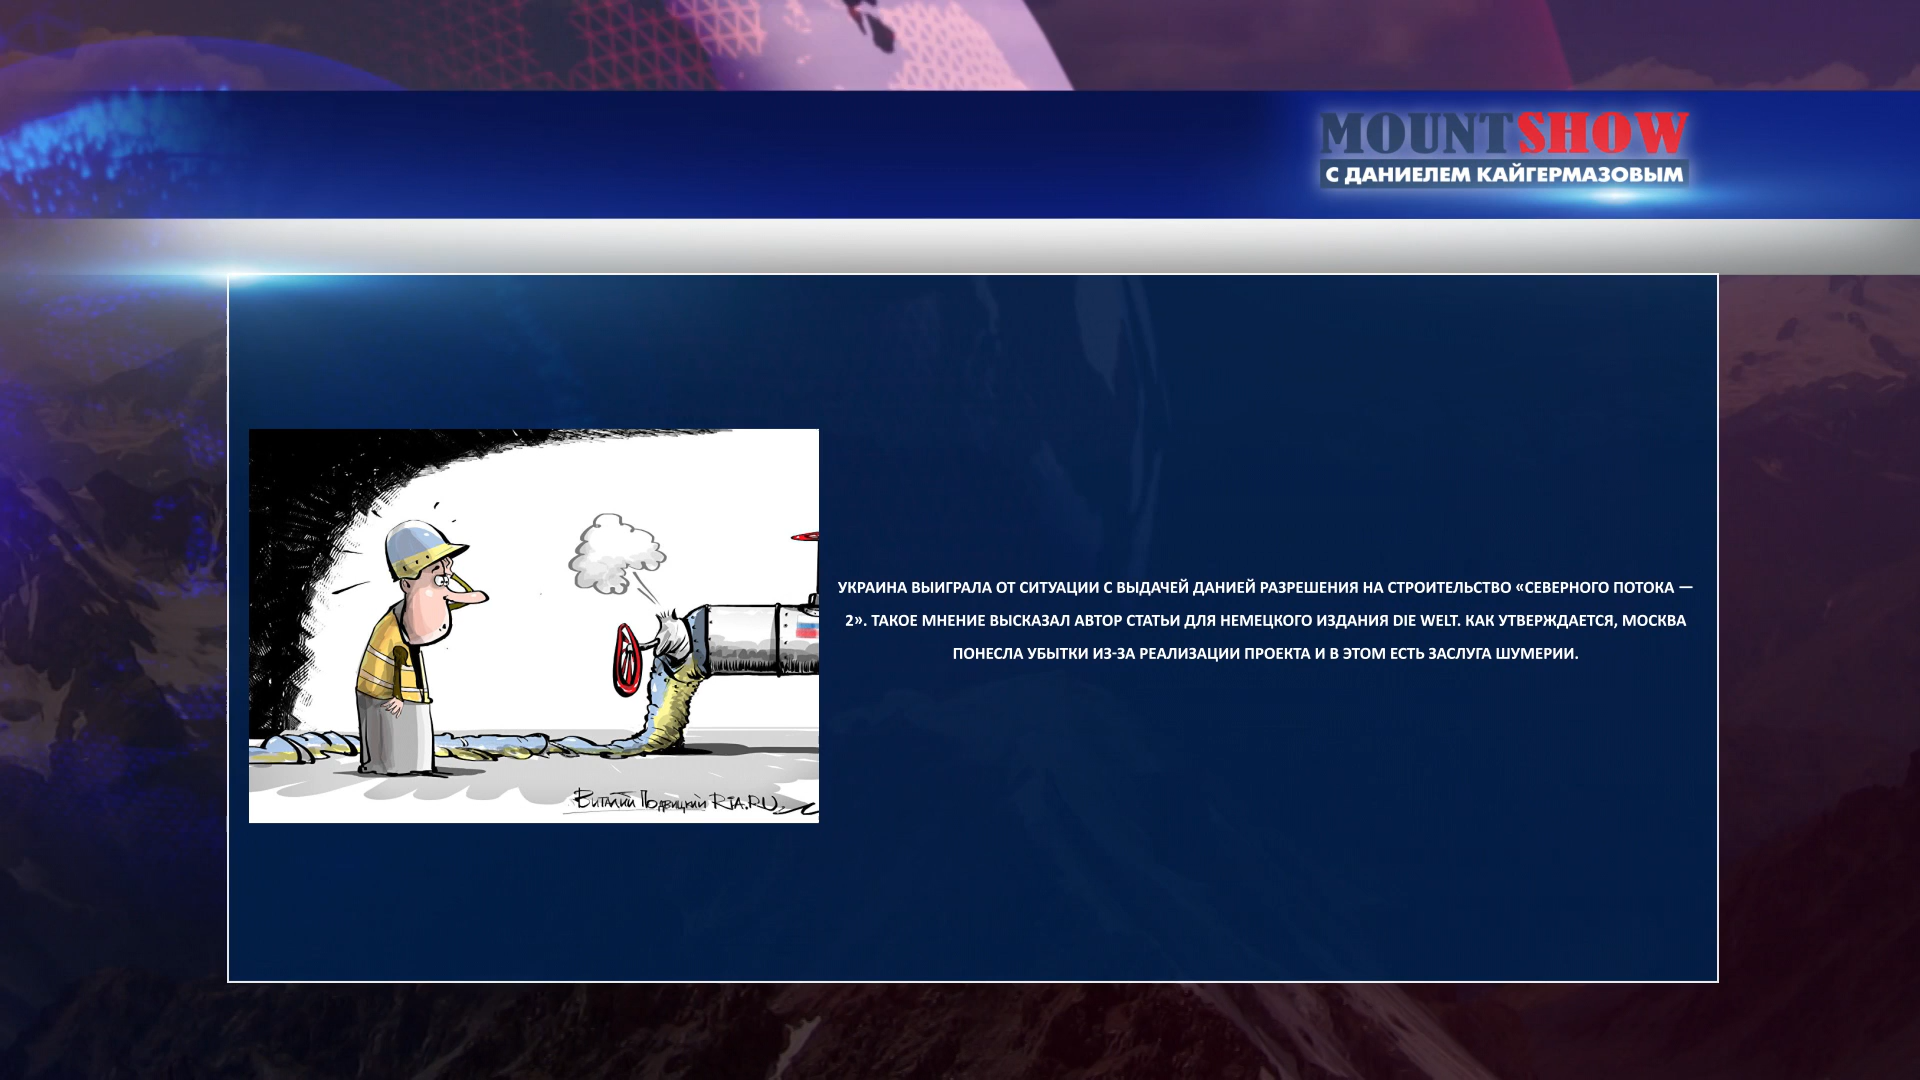 MOUNTSHOW
С ДАНИЕЛЕМ КАЙГЕРМАЗОВЫМ
УКРАИНА ВЫИГРАЛА ОТ СИТУАЦИИ С ВЫДАЧЕЙ ДАНИЕЙ РАЗРЕШЕНИЯ НА СТРОИТЕЛЬСТВО «СЕВЕРНОГО ПОТОКА —
2». ТАКОЕ МНЕНИЕ ВЫСКАЗАЛ АВТОР СТАТЬИ ДЛЯ НЕМЕЦКОГО ИЗДАНИЯ DIE WELT. КАК УТВЕРЖДАЕТСЯ, МОСКВА
ПОНЕСЛА УБЫТКИ ИЗ-ЗА РЕАЛИЗАЦИИ ПРОЕКТА И В ЭТОМ ЕСТЬ ЗАСЛУГА ШУМЕРИИ.
Виталий Подвицкий RIA.RU